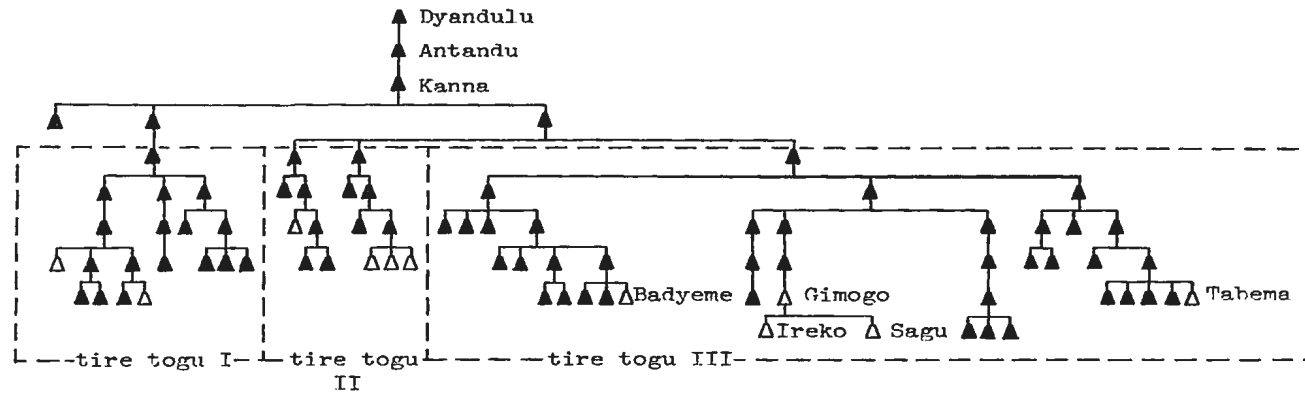 Dyandulu
Antandu
Kanna
Badyeme
Gimogo
Tabema
Ireko
Sagu
tire togu I
tire togu
II
tire togu III